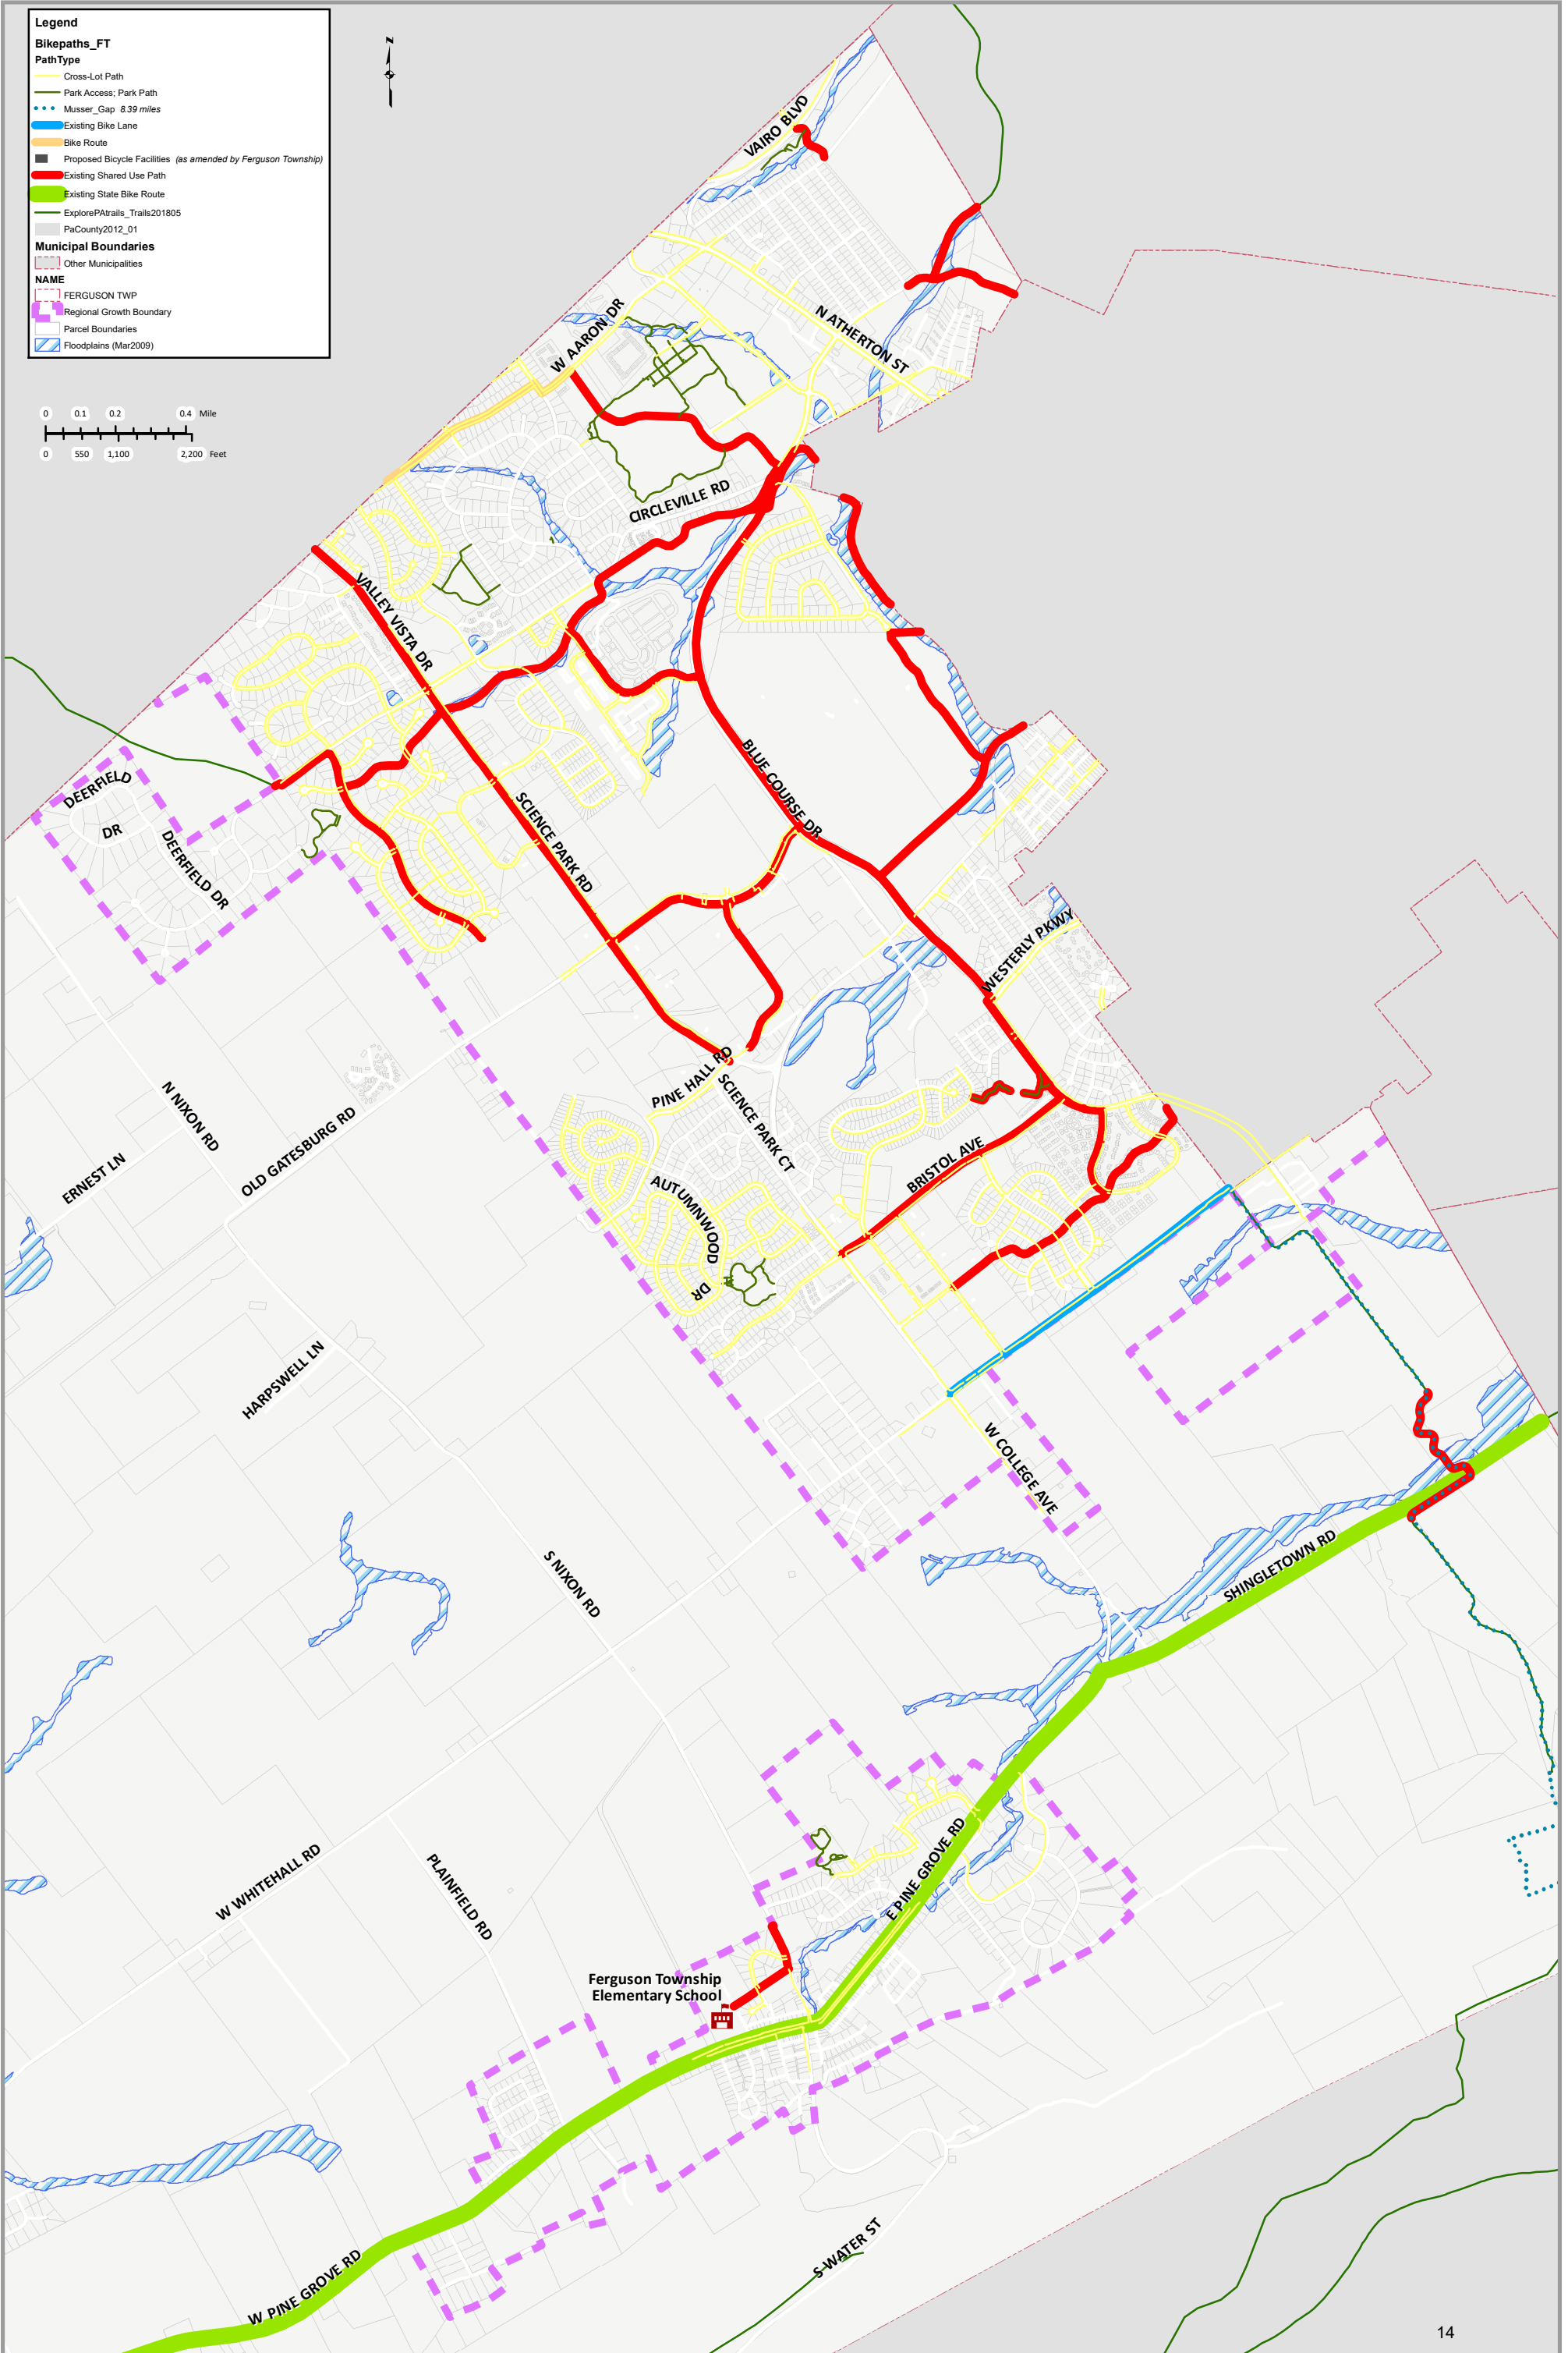 Legend
Bikepaths_FT
PathType
Cross-Lot Path
Park Access; Park Path
Musser_Gap 8.39 miles
Existing Bike Lane
Bike Route
Proposed Bicycle Facilities (as amended by Ferguson Township)
Existing Shared Use Path
Existing State Bike Route
ExplorePAtrails_Trails201805
PaCounty2012_01
Municipal Boundaries
Other Municipalities
NAME
FERGUSON TWP
Regional Growth Boundary
Parcel Boundaries
Floodplains (Mar2009)
N
0 0.1 0.2 0.4 Mile
0 550 1,100 2,200 Feet
VAIRO BLVD
W AARON DR
N ATHERTON ST
CIRCLEVILLE RD
VALLEY VISTA DR
DEERFIELD
DR
DEERFIELD DR
SCIENCE PARK RD
BLUE COURSE DR
WESTERLY PKWY
PINE HALL RD
SCIENCE PARK CT
N NIXON RD
ERNEST LN
OLD GATESBURG RD
BRISTOL AVE
AUTUMNWOOD
DR
HARPSWELL LN
W COLLEGE AVE
S NIXON RD
SHINGLETOWN RD
W WHITEHALL RD
PLAINFIELD RD
E PINE GROVE RD
Ferguson Township
Elementary School
S WATER ST
W PINE GROVE RD
14